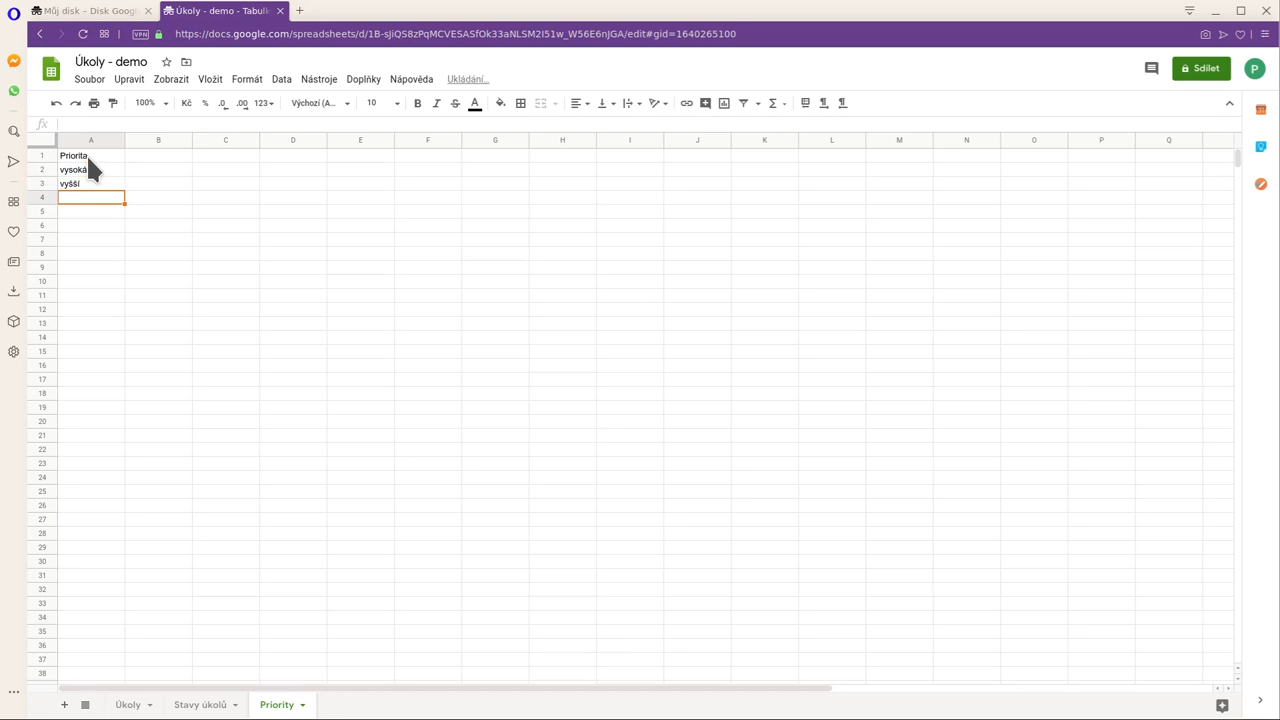 Můj disk – Disk Googl
Úkoly - demo - Tabulk
VPN
https://docs.google.com/spreadsheets/d/1B-sJiQS8zPqMCVESASfOk33aNLSM2I51w_W56E6nJGA/edit#gid=1640265100
Úkoly - demo
Soubor Upravit Zobrazit Vložit Formát Data Nástroje Doplňky Nápověda Ukládání…
Sdílet
P
100% Kč % .0 .00 123 Výchozí (A... 10 B I S A
fx
A B C D E F G H I J K L M N O P Q
1 Priorita
2 vysoká
3 vyšší
4
5
6
7
8
9
10
11
12
13
14
15
16
17
18
19
20
21
22
23
24
25
26
27
28
29
30
31
32
33
34
35
36
37
38
Úkoly Stavy úkolů Priority